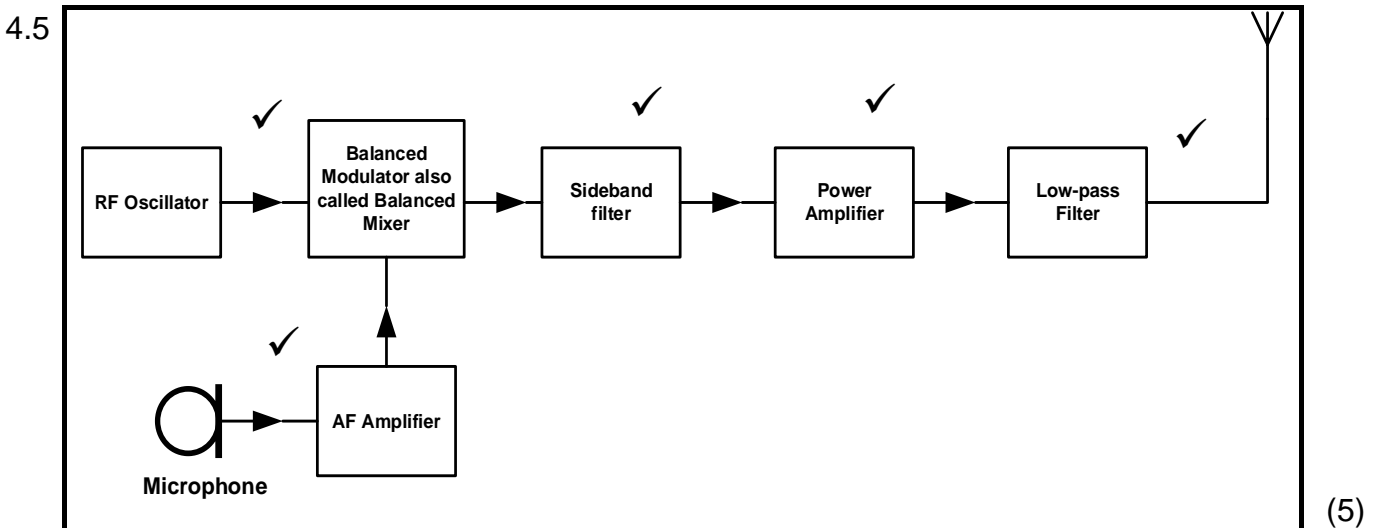 4.5
RF Oscillator
Balanced
Modulator also
called Balanced
Mixer
Sideband
filter
Power
Amplifier
Low-pass
Filter
AF Amplifier
Microphone
(5)